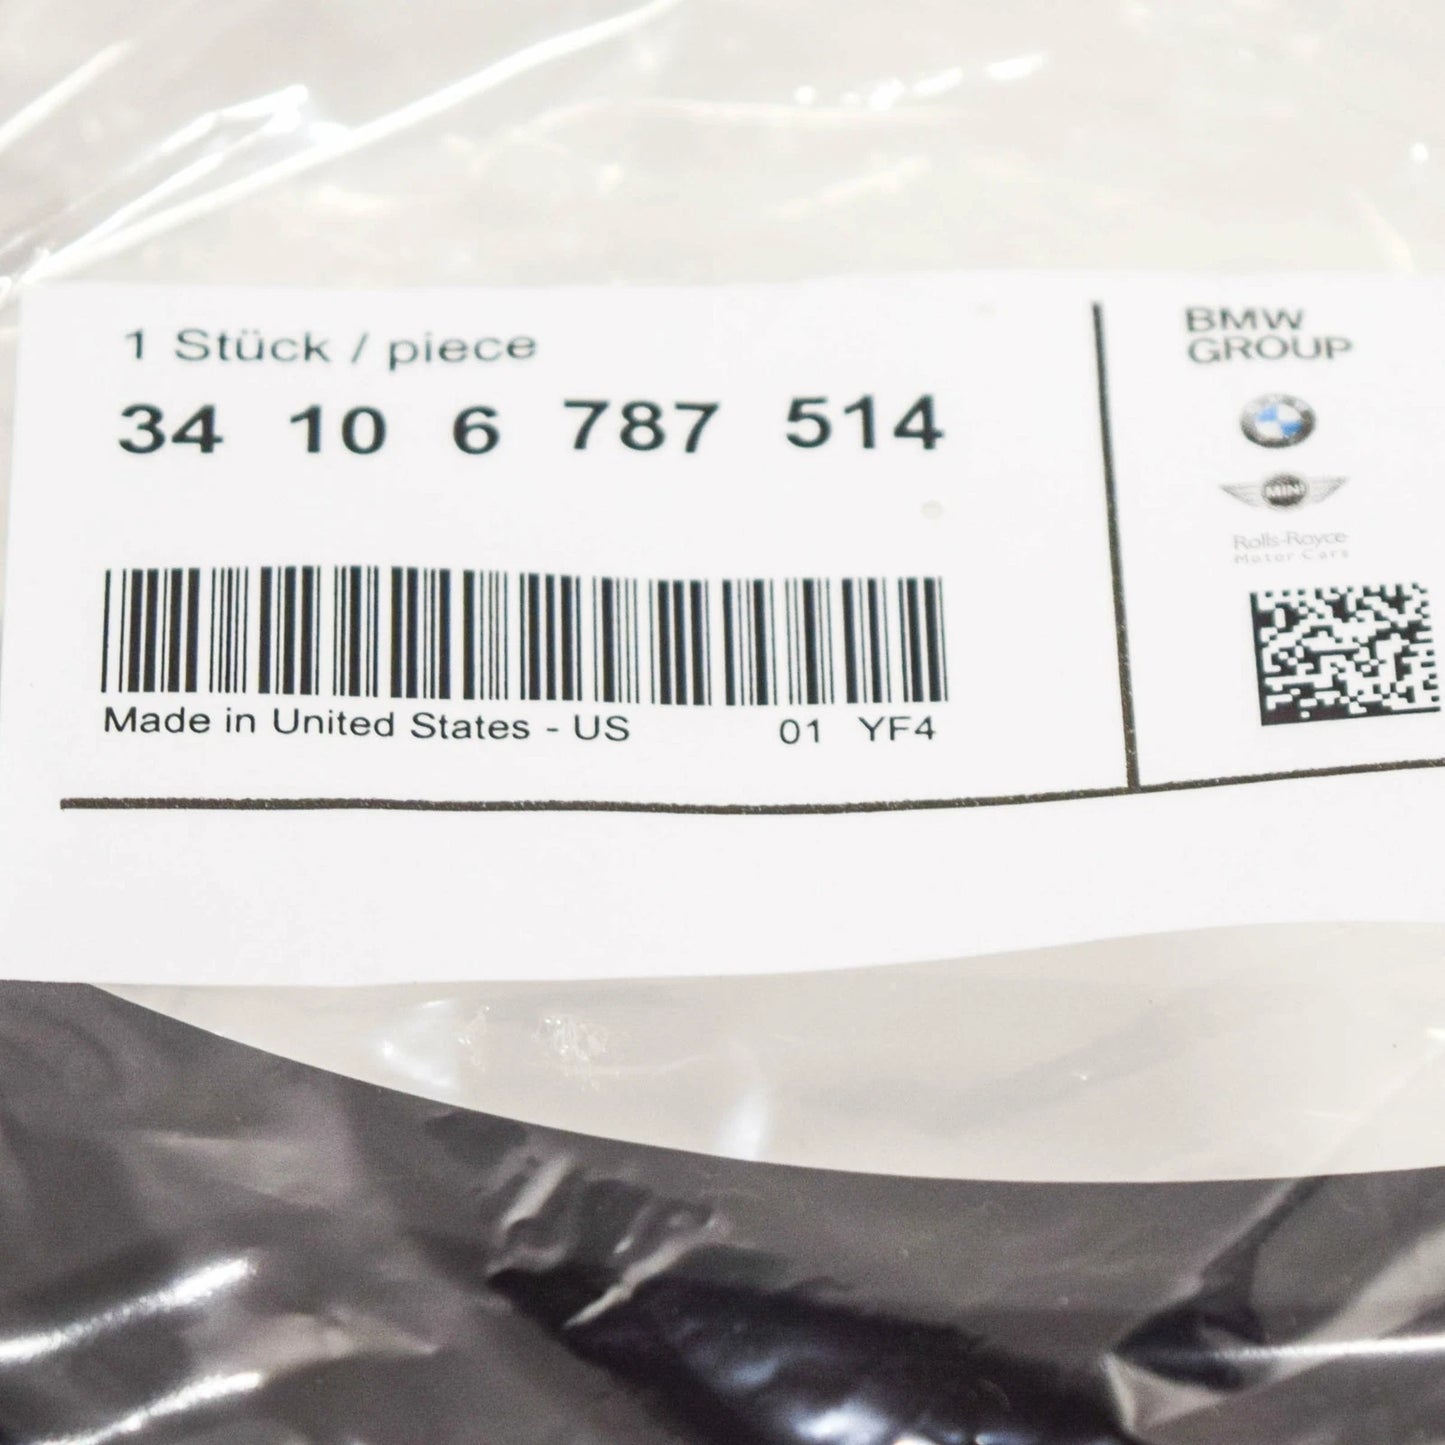 1 Stück / piece
34 10 6 787 514
Made in United States - US 01 YF4
BMW
GROUP
MINI
Rolls-Royce
Motor Cars